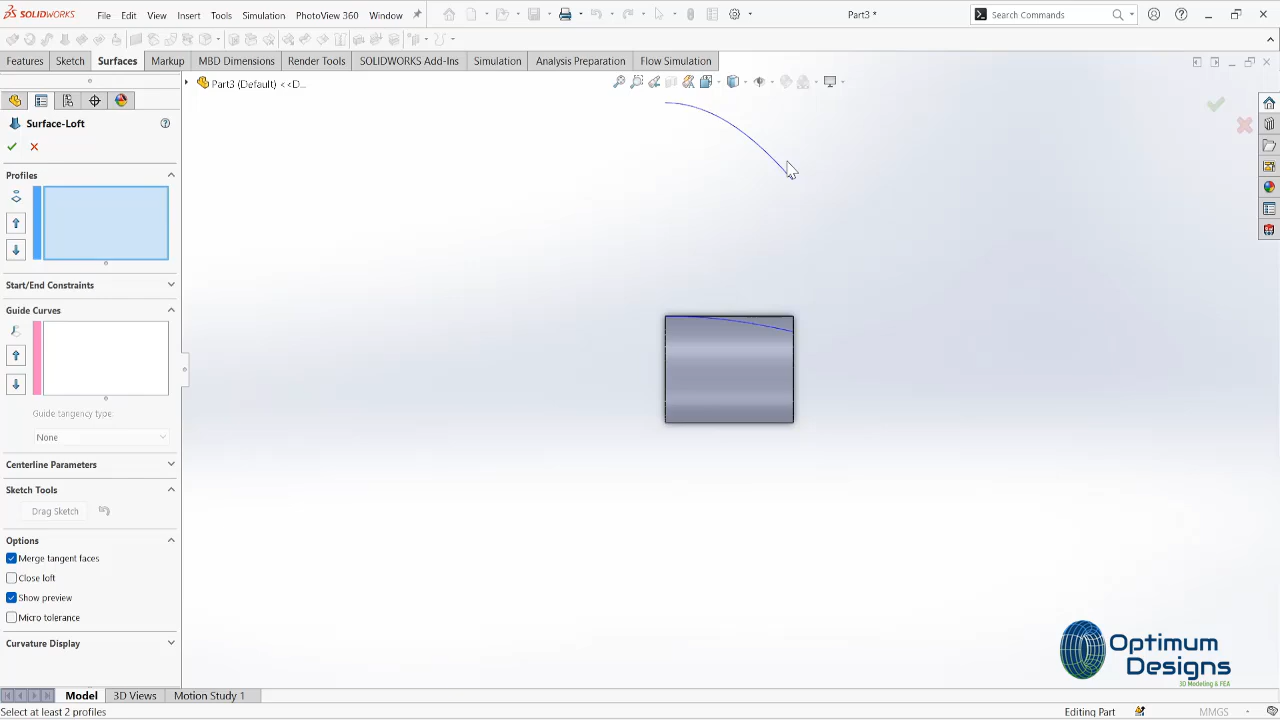 SOLIDWORKS File Edit View Insert Tools Simulation PhotoView 360 Window Part3 * Search Commands
Features Sketch Surfaces Markup MBD Dimensions Render Tools SOLIDWORKS Add-Ins Simulation Analysis Preparation Flow Simulation
Part3 (Default) <<D...
Surface-Loft
Profiles
Start/End Constraints
Guide Curves
Guide tangency type:
None
Centerline Parameters
Sketch Tools
Drag Sketch
Options
Merge tangent faces
Close loft
Show preview
Micro tolerance
Curvature Display
Optimum
Designs
3D Modeling & FEA
Model 3D Views Motion Study 1
Select at least 2 profiles Editing Part MMGS